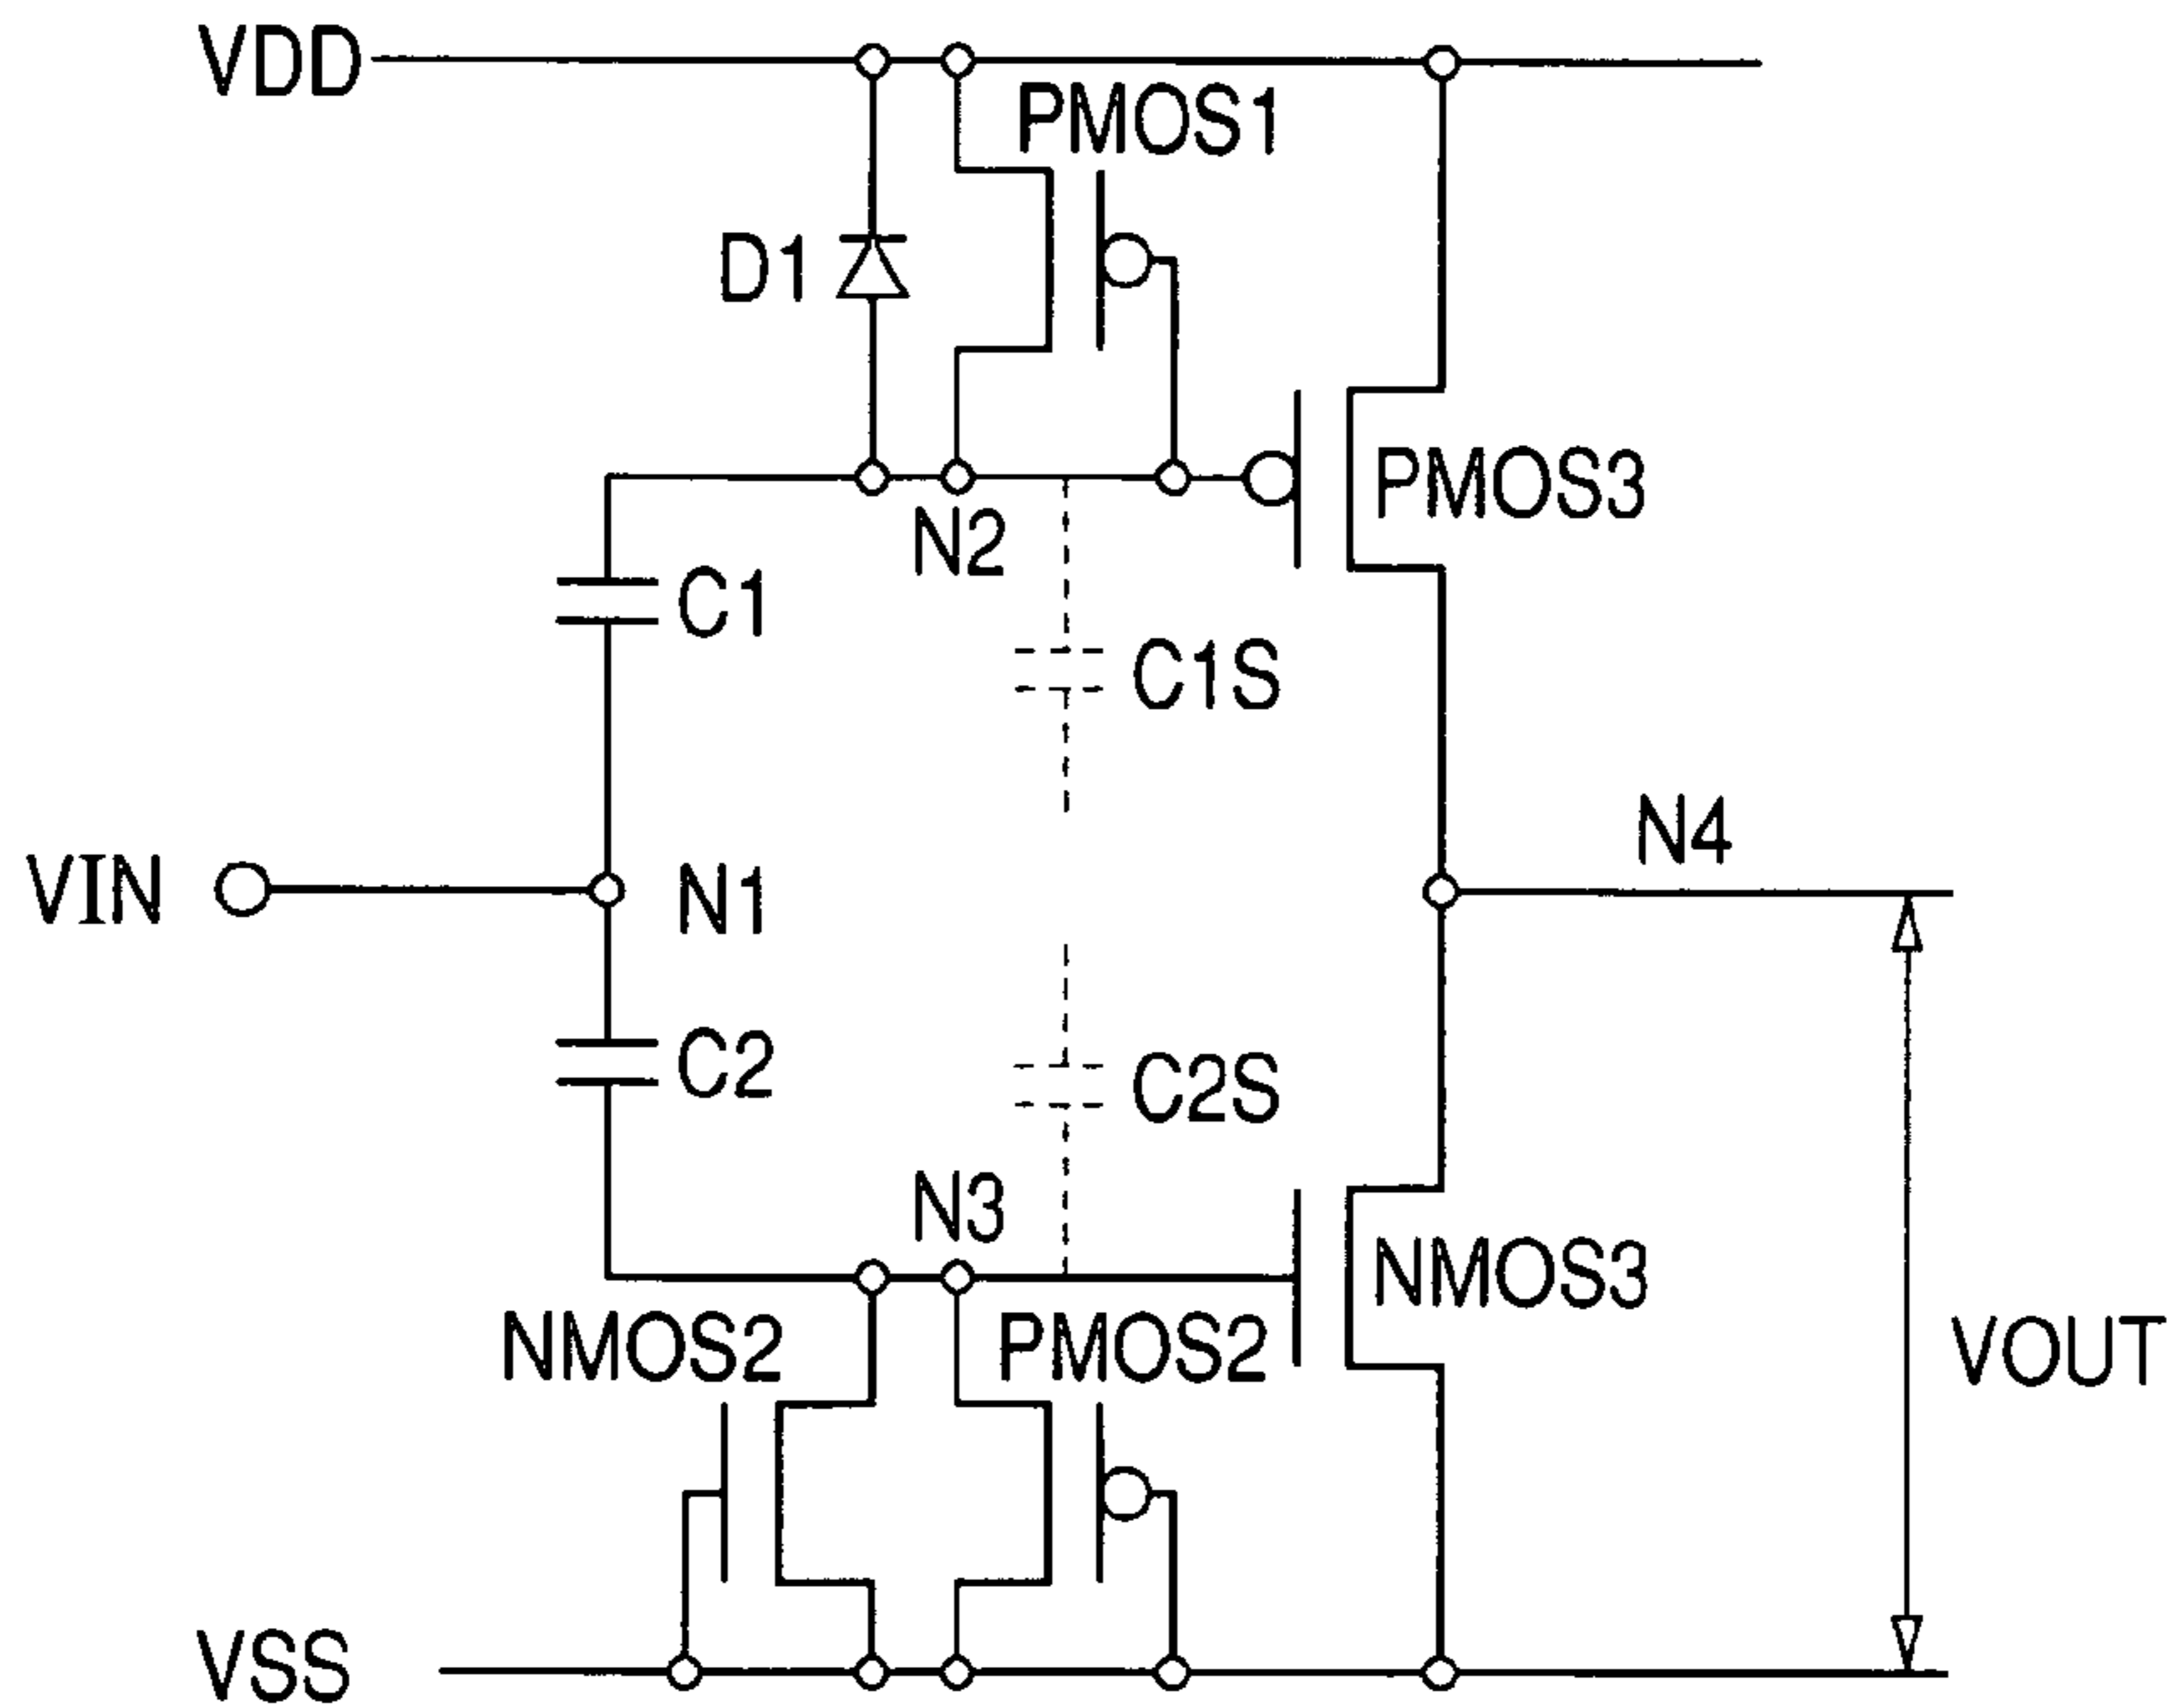 VDD
PMOS1
D1
PMOS3
N2
C1
C1S
N4
VIN
N1
C2
C2S
N3
NMOS3
NMOS2
PMOS2
VOUT
VSS